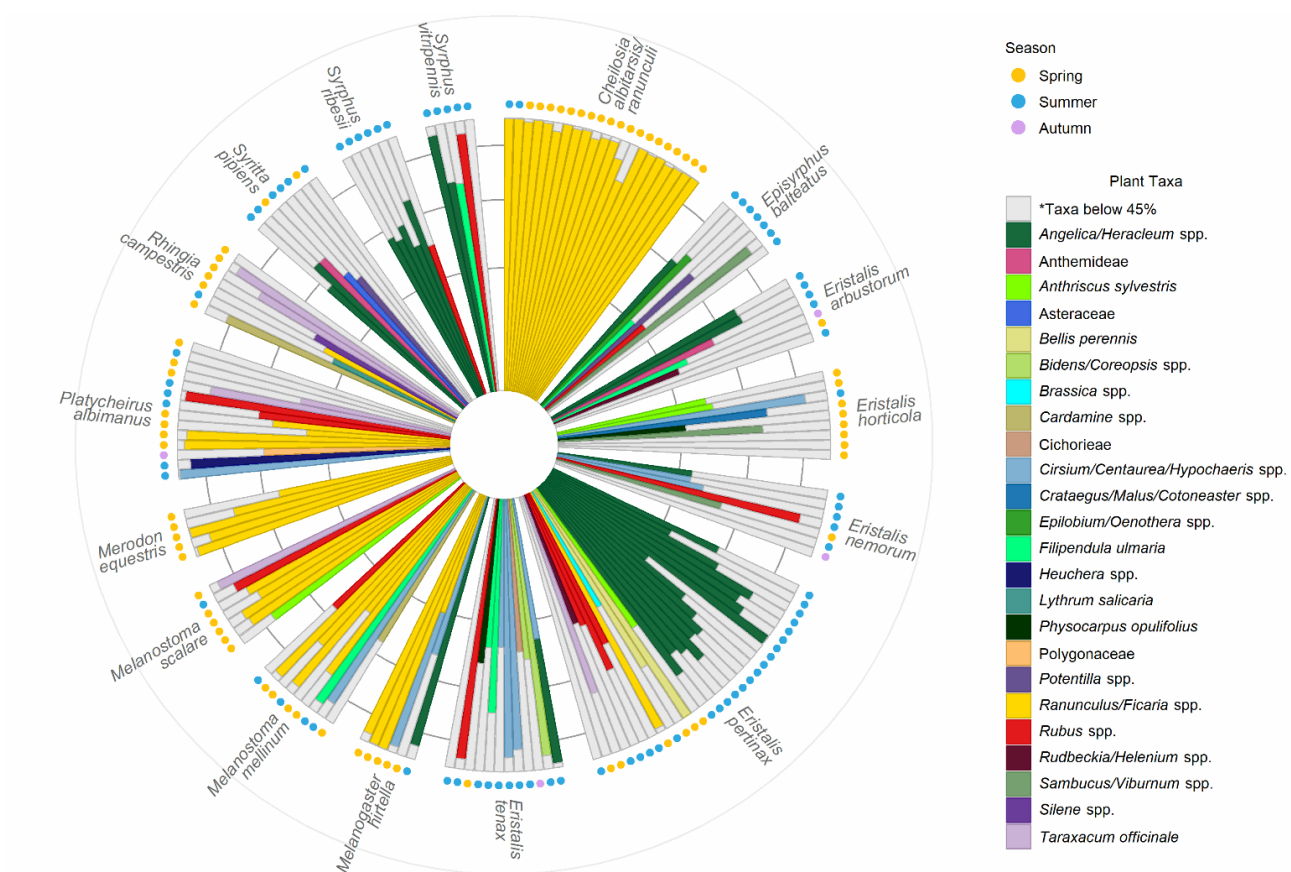 Syrphus
vitripennis
Cheilosia
albitarsis/
ranunculi
Syrphus
ribesii
Episyrphus
balteatus
Syritta
pipiens
Eristalis
arbustorum
Rhingia
campestris
Eristalis
horticola
Platycheirus
albimanus
Eristalis
nemorum
Merodon
equestris
Eristalis
pertinax
Melanostoma
scalare
Melanostoma
mellinum
Melanogaster
hirtella
Eristalis
tenax
Season
Spring
Summer
Autumn
Plant Taxa
*Taxa below 45%
Angelica/Heracleum spp.
Anthemideae
Anthriscus sylvestris
Asteraceae
Bellis perennis
Bidens/Coreopsis spp.
Brassica spp.
Cardamine spp.
Cichorieae
Cirsium/Centaurea/Hypochaeris spp.
Crataegus/Malus/Cotoneaster spp.
Epilobium/Oenothera spp.
Filipendula ulmaria
Heuchera spp.
Lythrum salicaria
Physocarpus opulifolius
Polygonaceae
Potentilla spp.
Ranunculus/Ficaria spp.
Rubus spp.
Rudbeckia/Helenium spp.
Sambucus/Viburnum spp.
Silene spp.
Taraxacum officinale